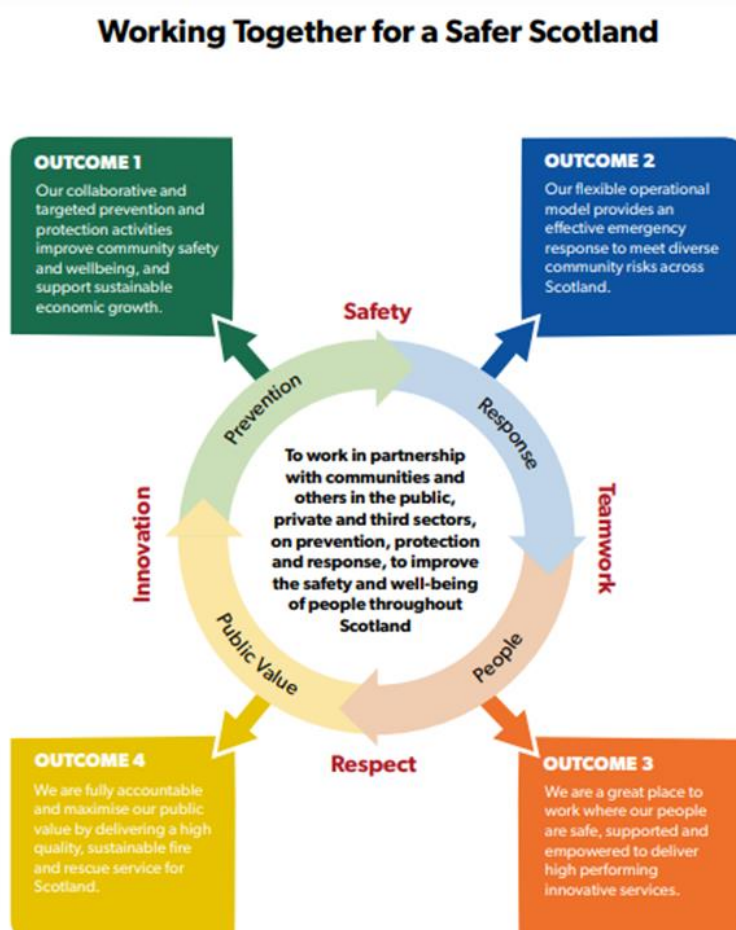 Working Together for a Safer Scotland
OUTCOME 1
Our collaborative and
targeted prevention and
protection activities
improve community safety
and wellbeing, and
support sustainable
economic growth.
OUTCOME 2
Our flexible operational
model provides an
effective emergency
response to meet diverse
community risks across
Scotland.
Safety
Prevention
Response
Innovation
To work in partnership
with communities and
others in the public,
private and third sectors,
on prevention, protection
and response, to improve
the safety and well-being
of people throughout
Scotland
Teamwork
Public Value
People
Respect
OUTCOME 4
We are fully accountable
and maximise our public
value by delivering a high
quality, sustainable fire
and rescue service for
Scotland.
OUTCOME 3
We are a great place to
work where our people
are safe, supported and
empowered to deliver
high performing
innovative services.